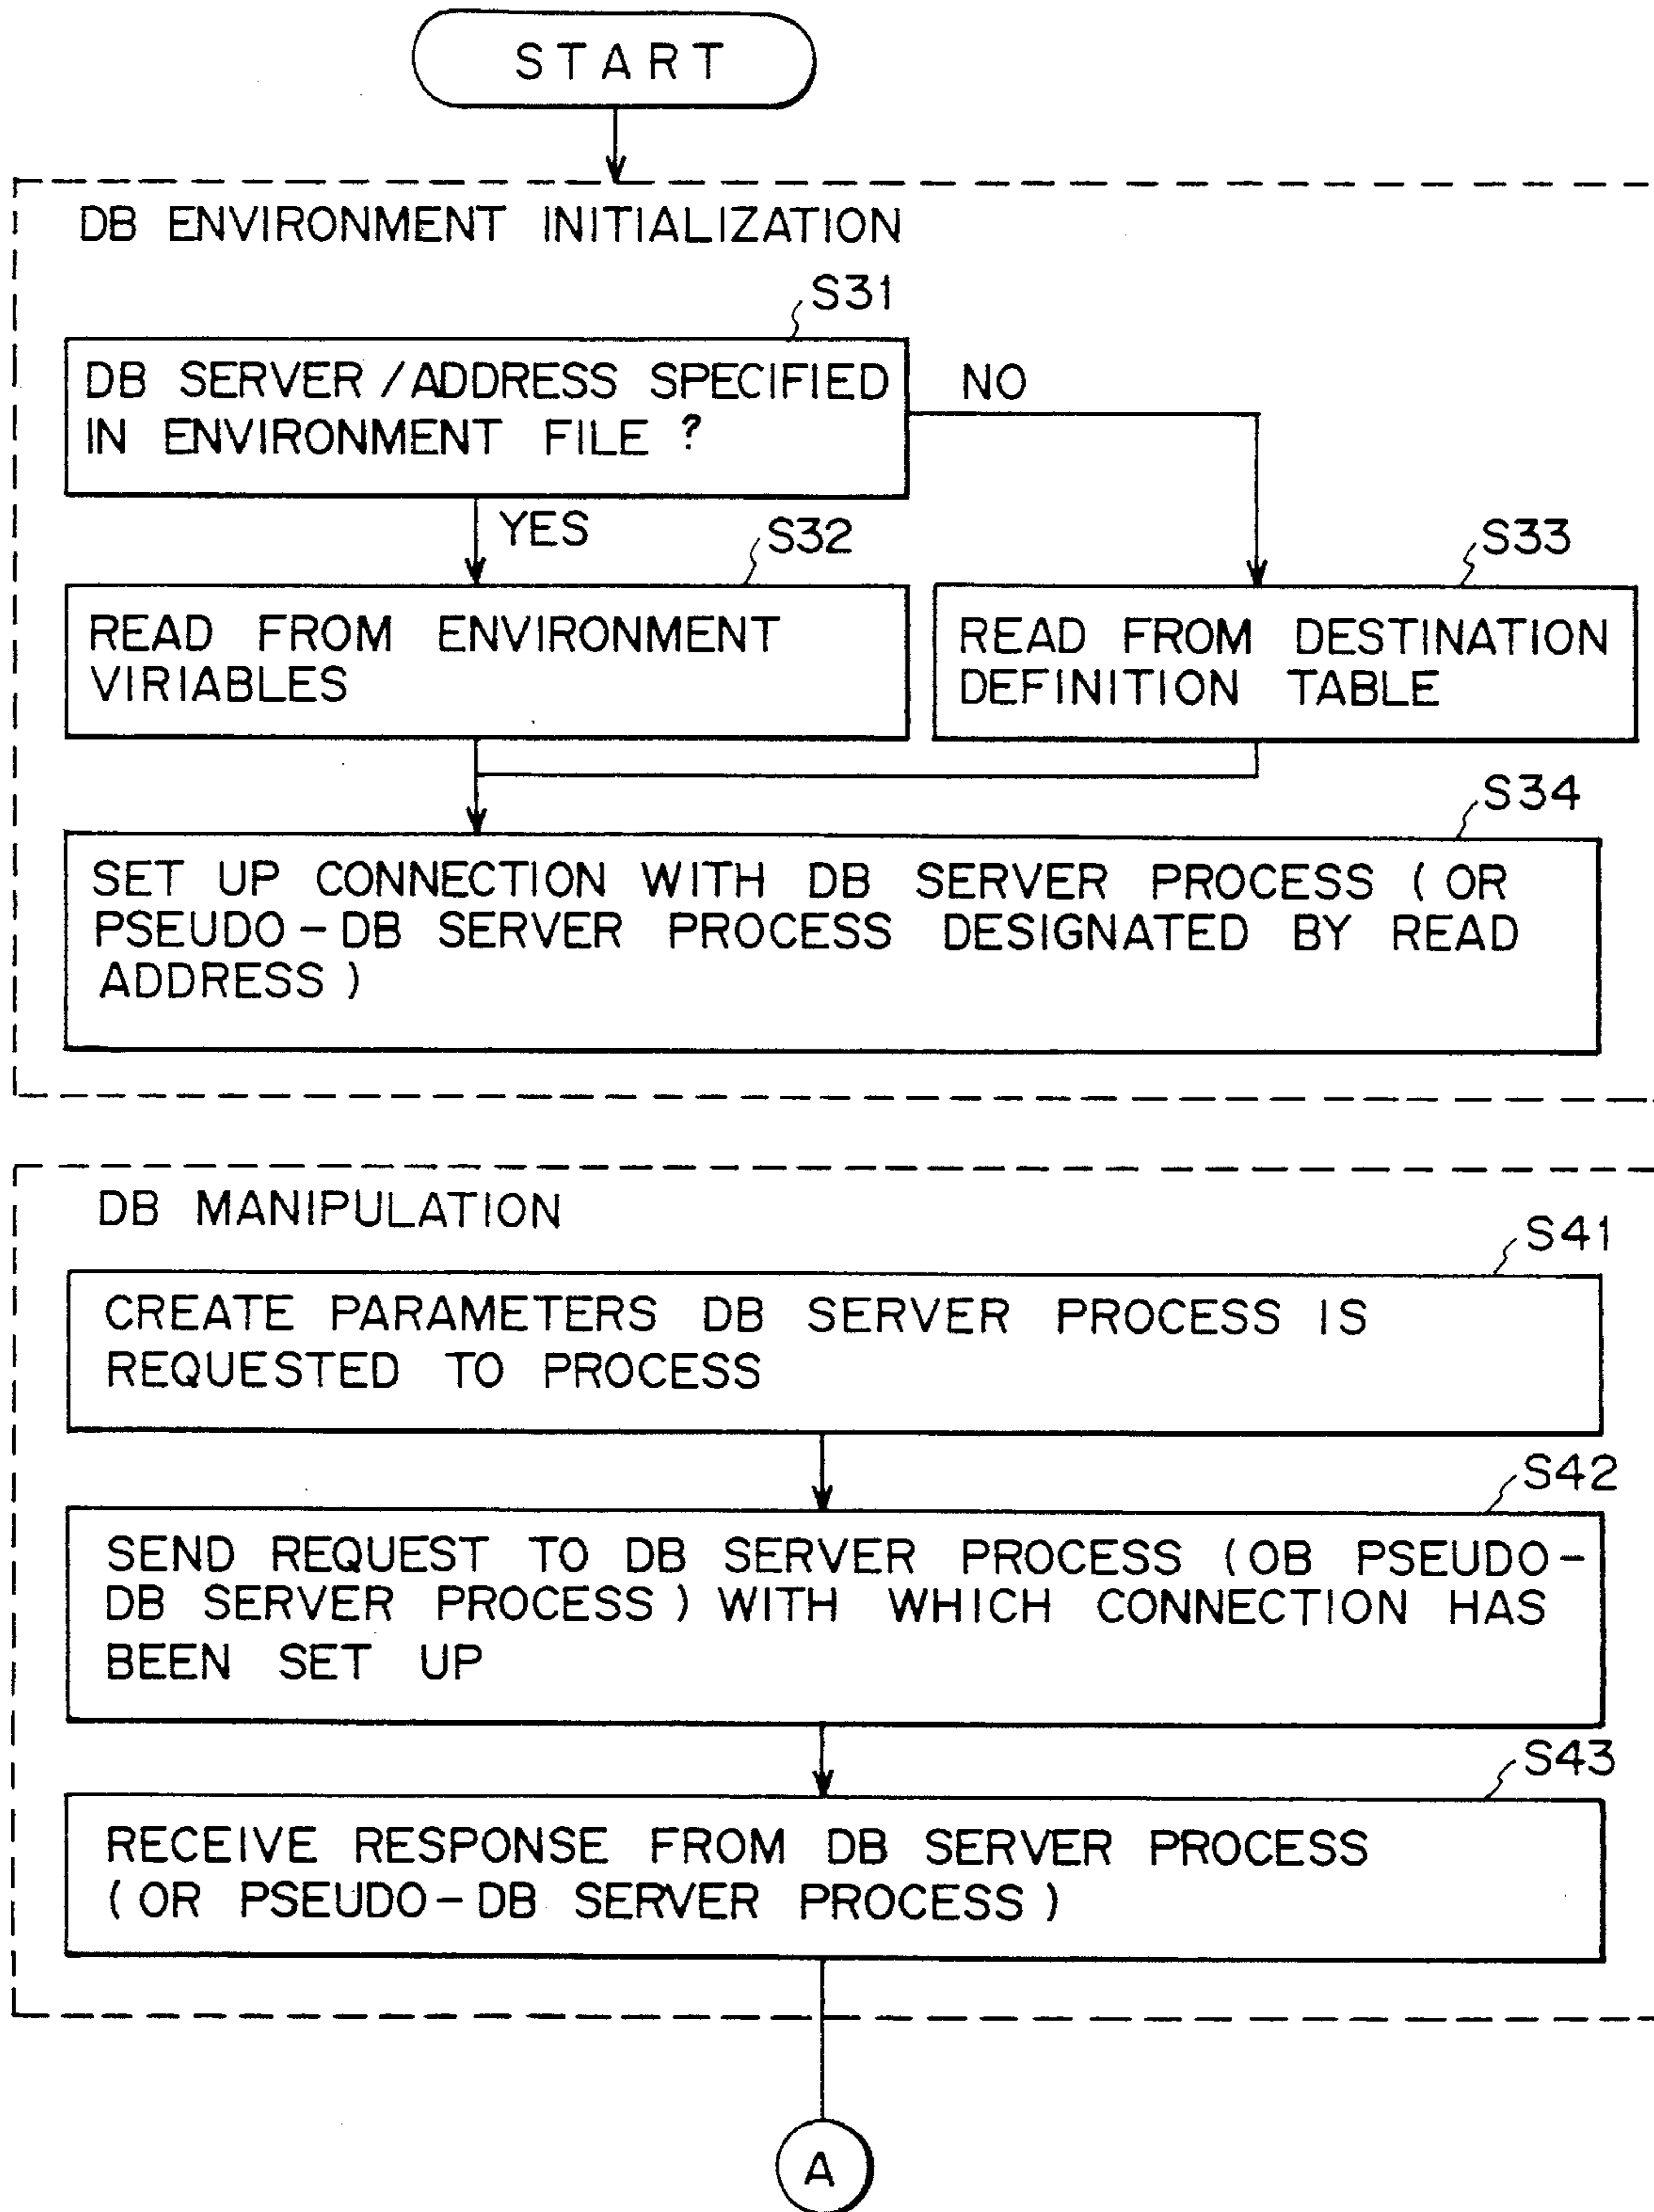 START
DB ENVIRONMENT INITIALIZATION
S31
DB SERVER /ADDRESS SPECIFIED
IN ENVIRONMENT FILE ?
NO
YES
S32
S33
READ FROM ENVIRONMENT
VIRIABLES
READ FROM DESTINATION
DEFINITION TABLE
S34
SET UP CONNECTION WITH DB SERVER PROCESS (OR
PSEUDO-DB SERVER PROCESS DESIGNATED BY READ
ADDRESS)
DB MANIPULATION
S41
CREATE PARAMETERS DB SERVER PROCESS IS
REQUESTED TO PROCESS
S42
SEND REQUEST TO DB SERVER PROCESS (OB PSEUDO-
DB SERVER PROCESS) WITH WHICH CONNECTION HAS
BEEN SET UP
S43
RECEIVE RESPONSE FROM DB SERVER PROCESS
(OR PSEUDO-DB SERVER PROCESS)
A